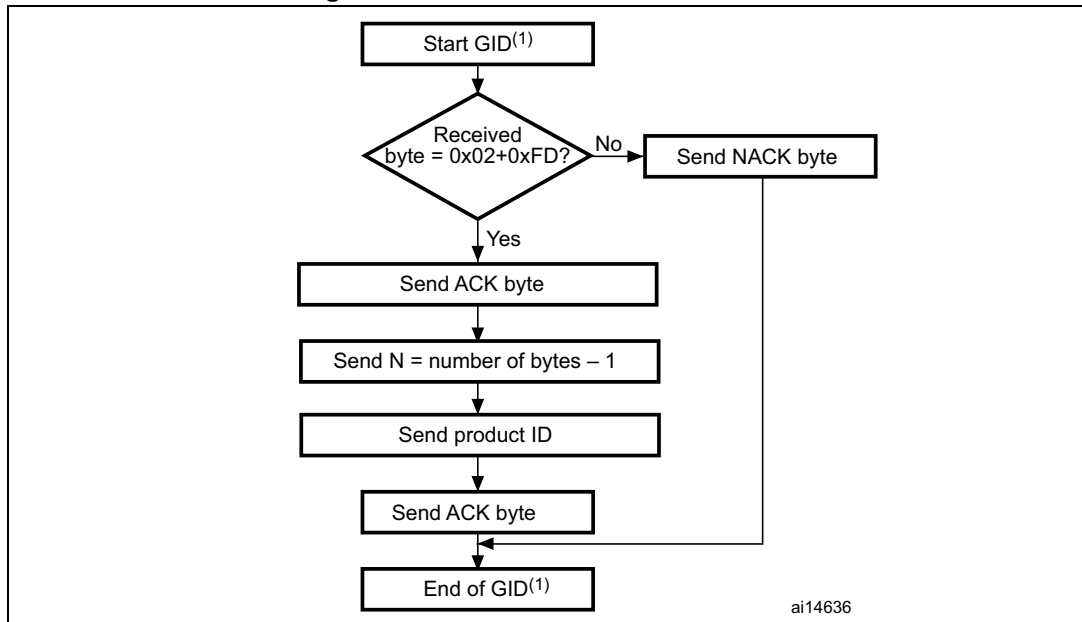 Start GID(1)
Received
byte = 0x02+0xFD?
No
Send NACK byte
Yes
Send ACK byte
Send N = number of bytes – 1
Send product ID
Send ACK byte
End of GID(1)
ai14636